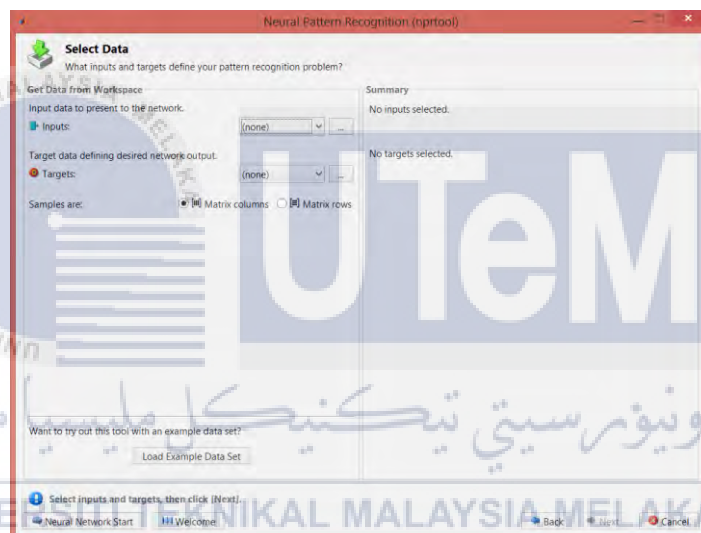 Neural Pattern Recognition (nprtool)
Select Data
What inputs and targets define your pattern recognition problem?
Get Data from Workspace
Input data to present to the network.
Inputs: (none) ...
Target data defining desired network output.
Targets: (none) ...
Samples are: Matrix columns Matrix rows
Want to try out this tool with an example data set?
Load Example Data Set
Summary
No inputs selected.
No targets selected.
Select inputs and targets, then click [Next].
Neural Network Start Welcome Back Next Cancel
UTeM
اونيۏرسيتي تيكنيكل مليسيا
TEKNIKAL MALAYSIA MELAKA